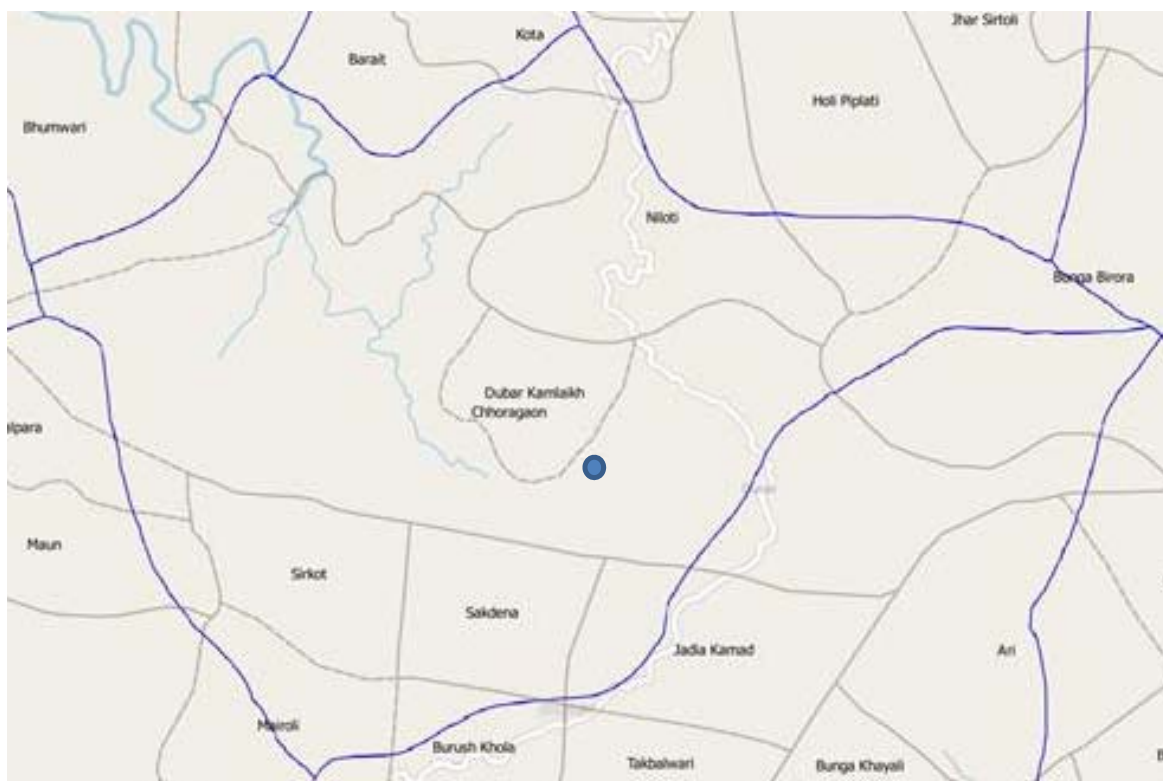 Jhar Sirtoli
Kota
Barait
Holi Piplati
Bhumwari
Niloti
Bunga Birora
Dubar Kamlaikh
Chhoragaon
alpara
Maun
Sirkot
Sakdena
Jadia Kamad
Ari
Mairoli
Burush Khola
Takbalwari
Bunga Khayali